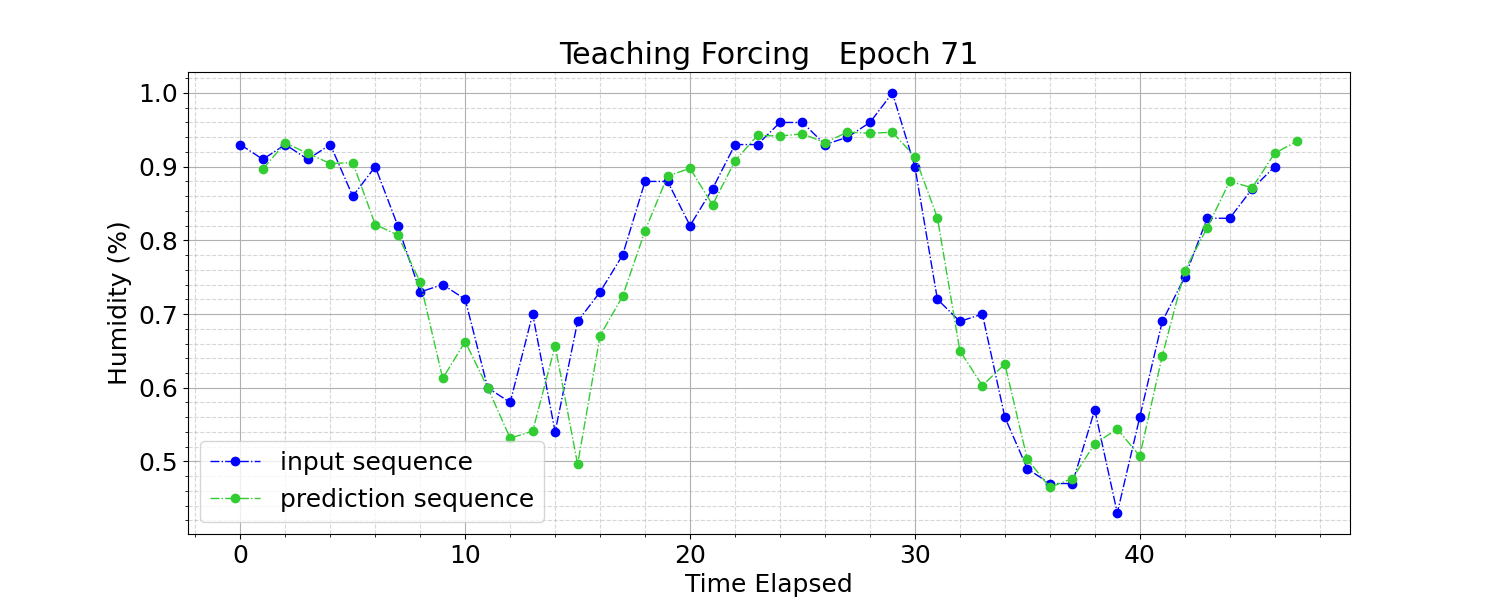 Teaching Forcing   Epoch 71
Humidity (%)
1.0
0.9
0.8
0.7
0.6
0.5
input sequence
prediction sequence
0 10 20 30 40
Time Elapsed